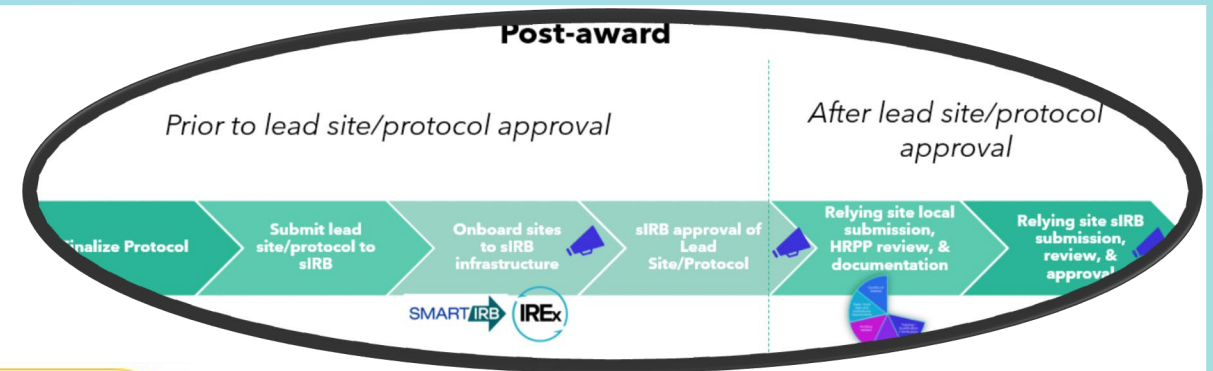 Post-award
Prior to lead site/protocol approval
After lead site/protocol
approval
Finalize Protocol
Submit lead
site/protocol to
sIRB
Onboard sites
to sIRB
infrastructure
sIRB approval of
Lead
Site/Protocol
Relying site local
submission,
HRPP review, &
documentation
Relying site sIRB
submission,
review, &
approval
SMART IRB
IREx